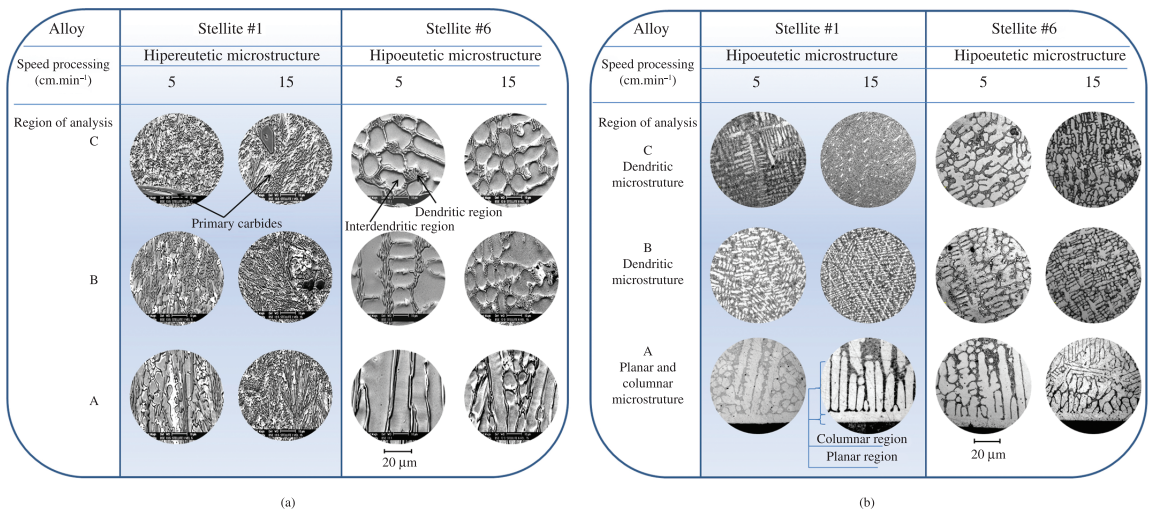 Alloy Stellite #1 Stellite #6
Speed processing (cm.min⁻¹) Hipereutetic microstructure Hipoeutetic microstructure
5 15 5 15
Region of analysis
C
Primary carbides
Dendritic region
Interdendritic region
B
A
20 µm
(a)
Alloy Stellite #1 Stellite #6
Speed processing (cm.min⁻¹) Hipoeutetic microstructure Hipoeutetic microstructure
5 15 5 15
Region of analysis
C
Dendritic
microstruture
B
Dendritic
microstruture
A
Planar and
columnar
microstruture
Columnar region
Planar region
20 µm
(b)